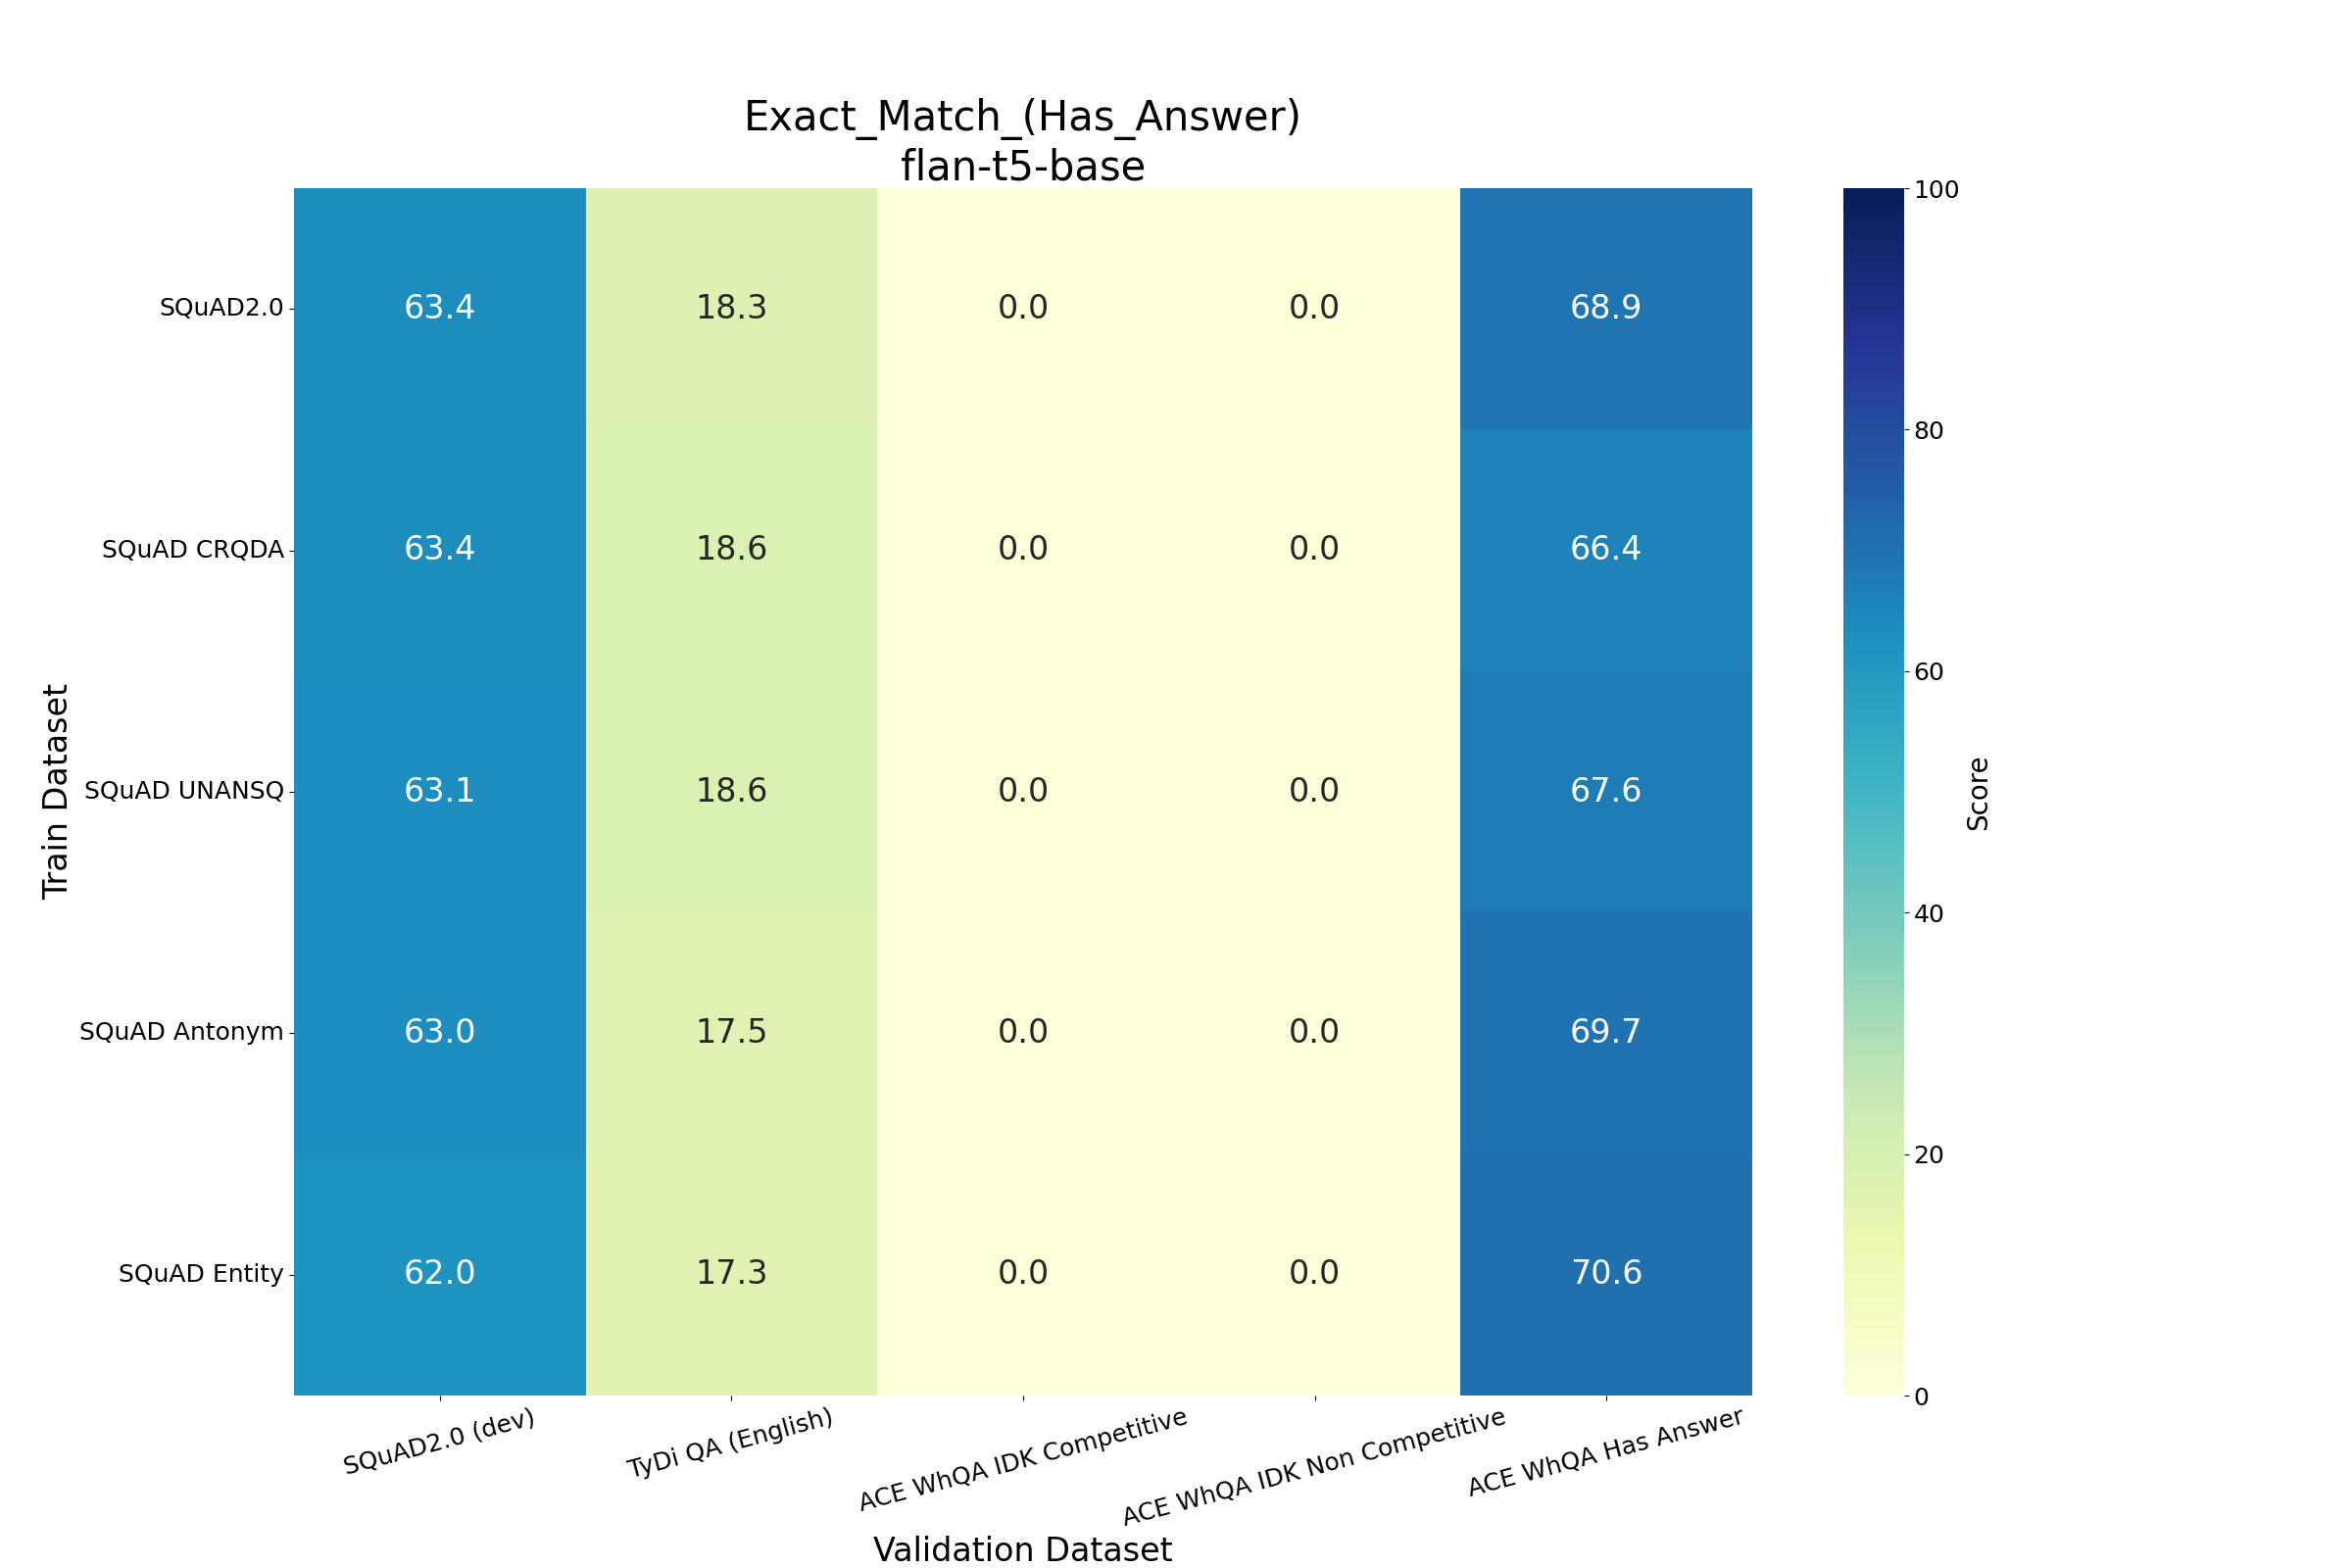 Exact_Match_(Has_Answer)
flan-t5-base
Train Dataset
SQuAD2.0 63.4 18.3 0.0 0.0 68.9
SQuAD CRQDA 63.4 18.6 0.0 0.0 66.4
SQuAD UNANSQ 63.1 18.6 0.0 0.0 67.6
SQuAD Antonym 63.0 17.5 0.0 0.0 69.7
SQuAD Entity 62.0 17.3 0.0 0.0 70.6
SQuAD2.0 (dev)
TyDi QA (English)
ACE WhQA IDK Competitive
ACE WhQA IDK Non Competitive
ACE WhQA Has Answer
Validation Dataset
100
80
60
40
20
0
Score